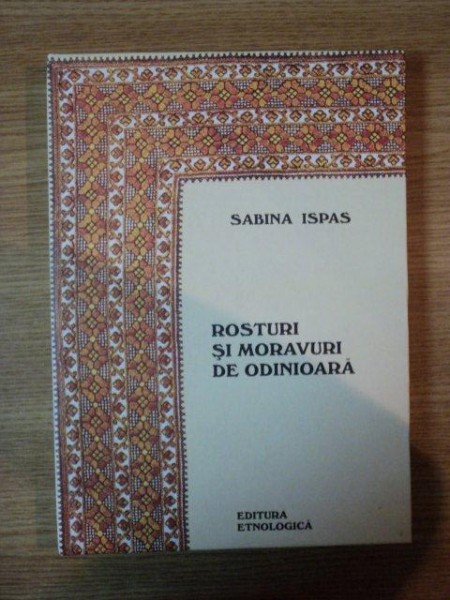 SABINA ISPAS
ROSTURI
ŞI MORAVURI
DE ODINIOARĂ
EDITURA
ETNOLOGICĂ